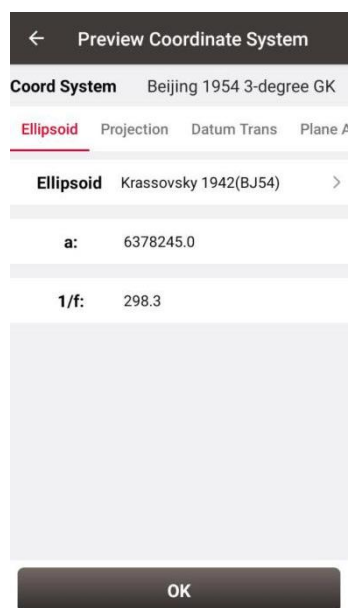 ← Preview Coordinate System
Coord System Beijing 1954 3-degree GK
Ellipsoid Projection Datum Trans Plane A
Ellipsoid Krassovsky 1942(BJ54) >
a: 6378245.0
1/f: 298.3
OK